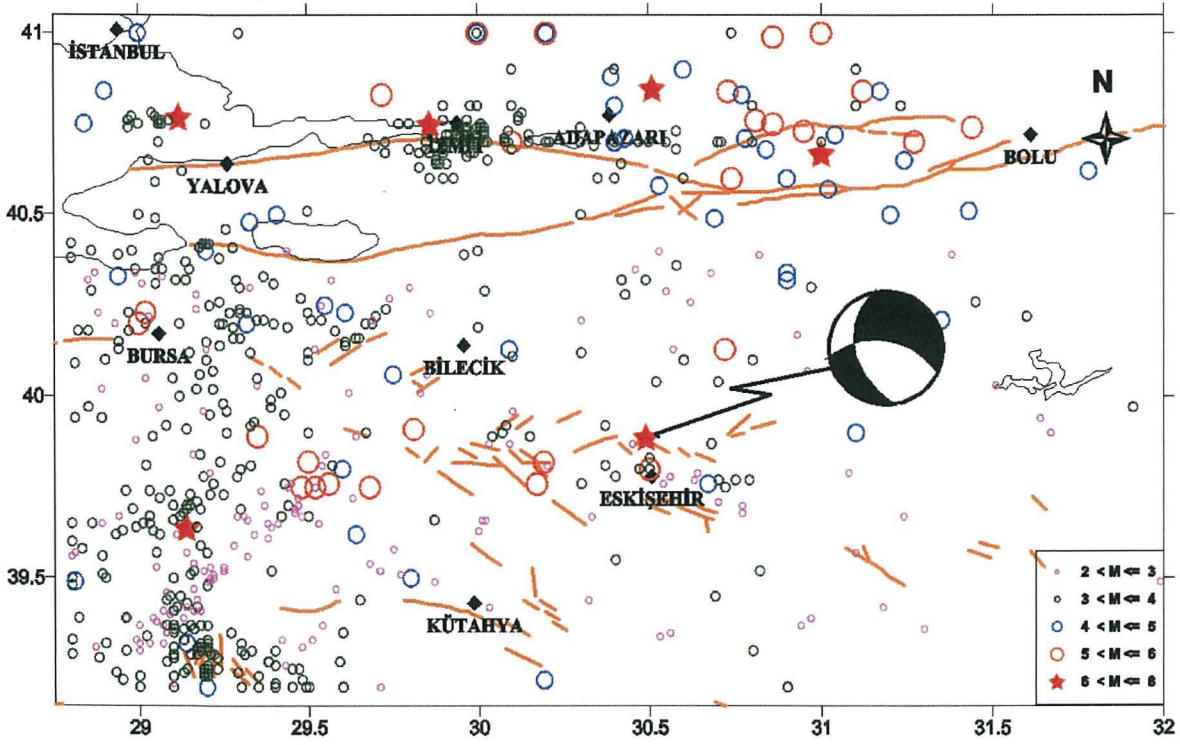 41
40.5
40
39.5
29
29.5
30
30.5
31
31.5
32
N
İSTANBUL
İZMİT
ADAPAZARI
BOLU
YALOVA
BURSA
BİLECİK
ESKİŞEHİR
KÜTAHYA
2 < M <= 3
3 < M <= 4
4 < M <= 5
5 < M <= 6
6 < M <= 8